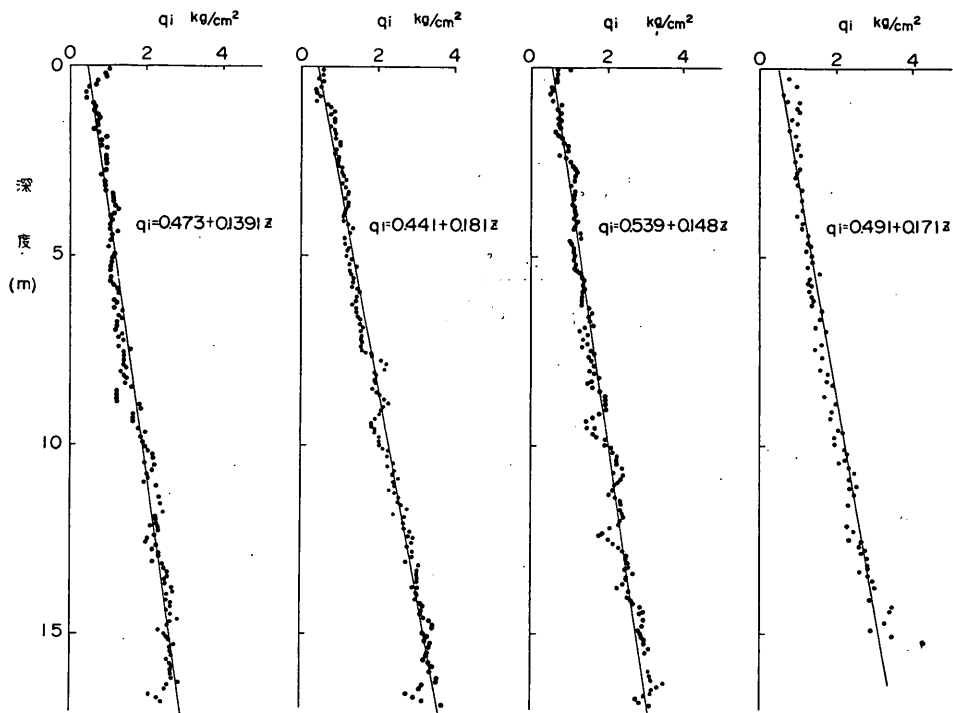 qi kg/cm²
qi kg/cm²
qi kg/cm²
qi kg/cm²
0 2 4
0 2 4
0 2 4
0 2 4
0
5
10
15
深度
(m)
qi=0.473+0.1391z
qi=0.441+0.181z
qi=0.539+0.148z
qi=0.491+0.171z